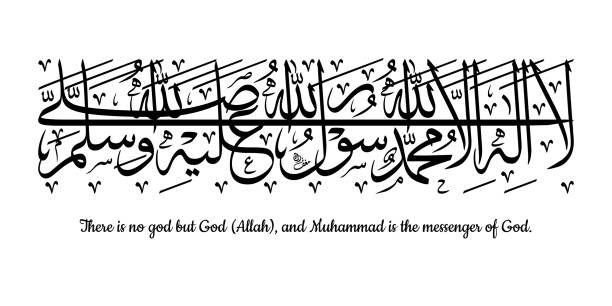 لا إله إلا الله محمد رسول الله صلى الله عليه وسلم
There is no god but God (Allah), and Muhammad is the messenger of God.